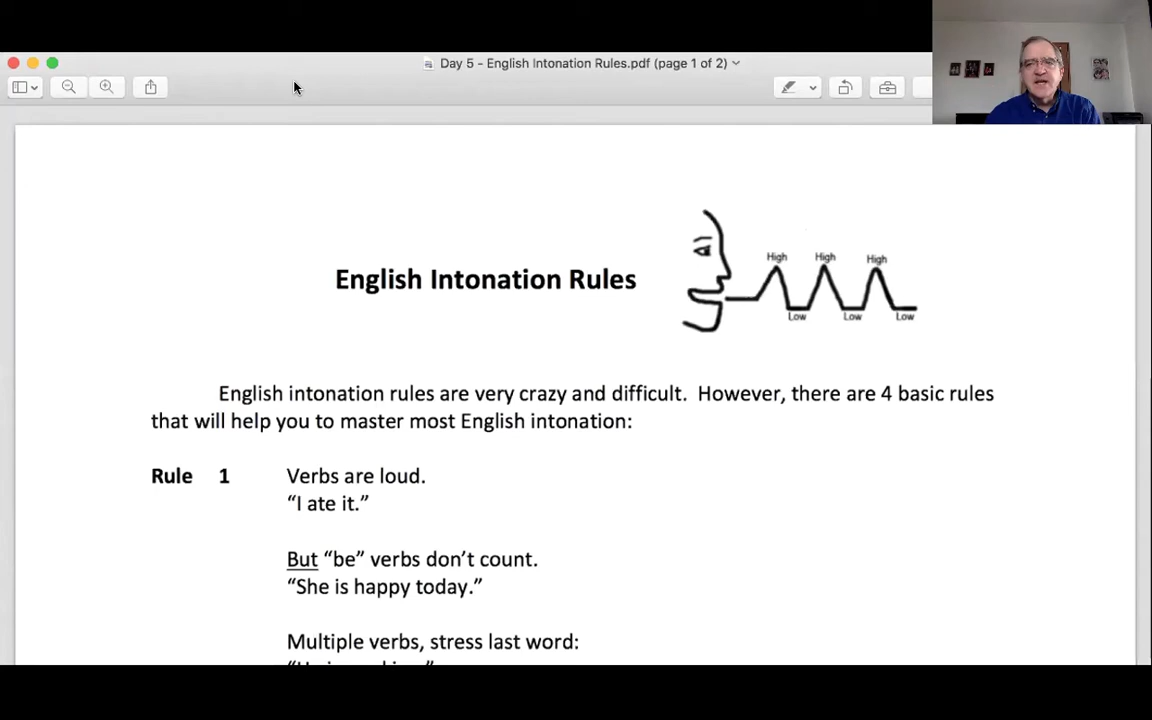 Day 5 - English Intonation Rules.pdf (page 1 of 2)
High High High
English Intonation Rules
Low Low Low
English intonation rules are very crazy and difficult. However, there are 4 basic rules
that will help you to master most English intonation:
Rule 1 Verbs are loud.
“I ate it.”
But “be” verbs don’t count.
“She is happy today.”
Multiple verbs, stress last word: